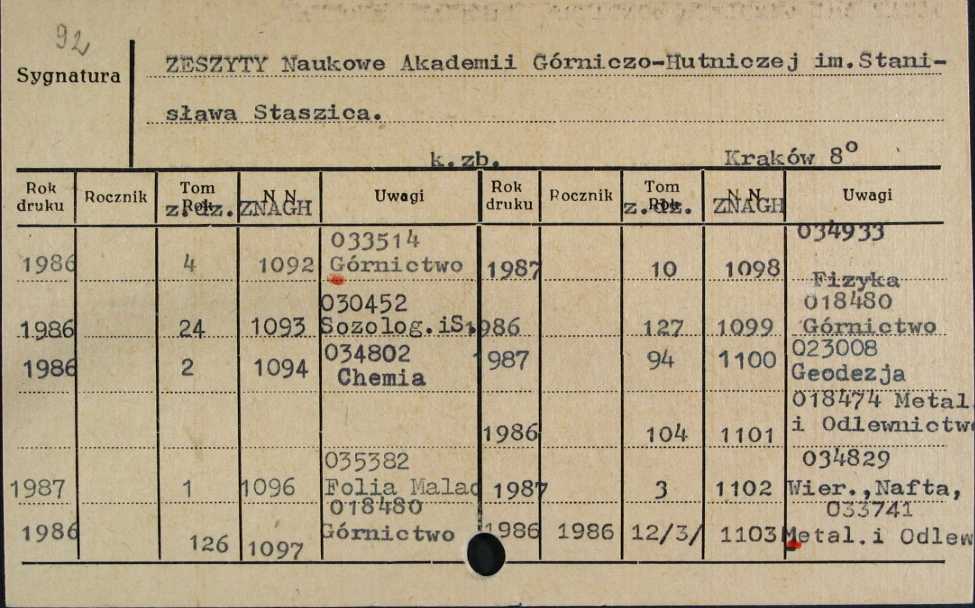 92
Sygnatura
ZESZYTY Naukowe Akademii Górniczo-Hutniczej im.Stani-
sława Staszica.
k.zb. Kraków 8°
Rok druku Rocznik Tom Rok z.dz. N N ZNAGH Uwagi Rok druku Rocznik Tom Rok z.dz. N N ZNAGH Uwagi
1986 4 1092 033514 Górnictwo 1987 10 1098 034933 Fizyka
1986 24 1093 030452 Sozolog.iS. 1986 127 1099 018480 Górnictwo
1986 2 1094 034802 Chemia 1987 94 1100 023008 Geodezja
1986 104 1101 018474 Metal. i Odlewnictwo
1987 1 1096 035382 Folia Malac 1987 3 1102 034829 Wier.,Nafta,
1986 126 1097 018480 Górnictwo 1986 1986 12/3/ 1103 033741 Metal.i Odlew